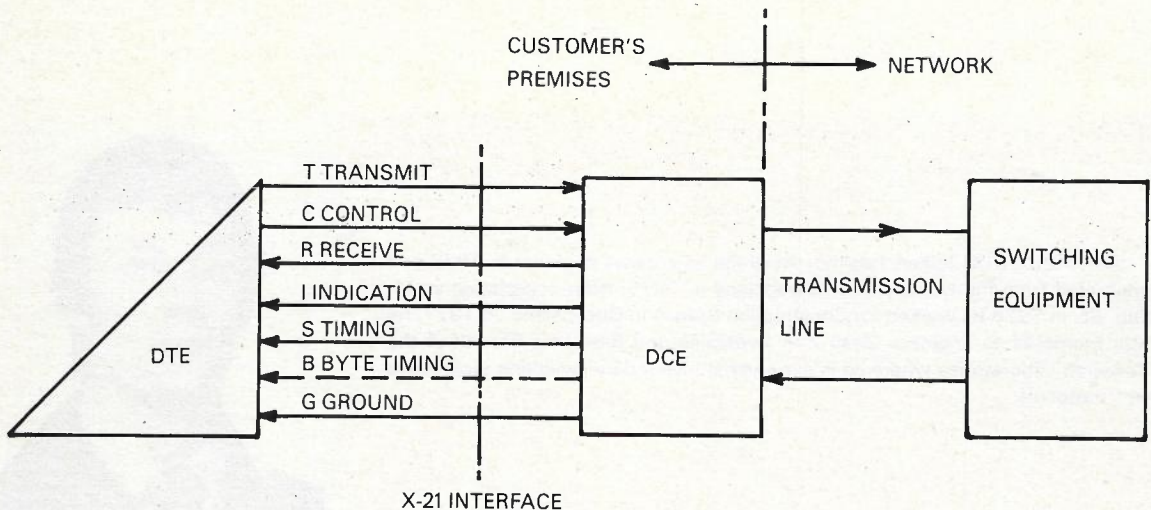 CUSTOMER'S
PREMISES
NETWORK
T TRANSMIT
C CONTROL
R RECEIVE
I INDICATION
S TIMING
B BYTE TIMING
G GROUND
DTE
DCE
TRANSMISSION
LINE
SWITCHING
EQUIPMENT
X-21 INTERFACE